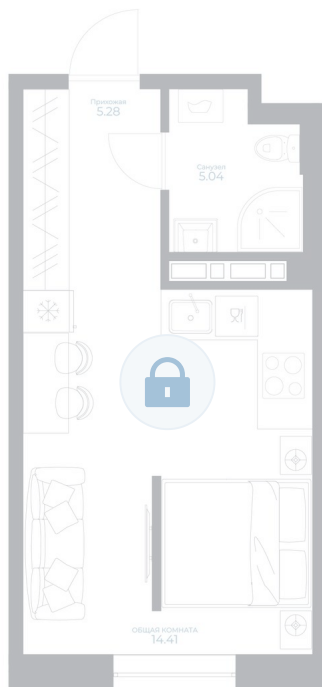 Прихожая
5.28
Санузел
5.04
ОБЩАЯ КОМНАТА
14.41